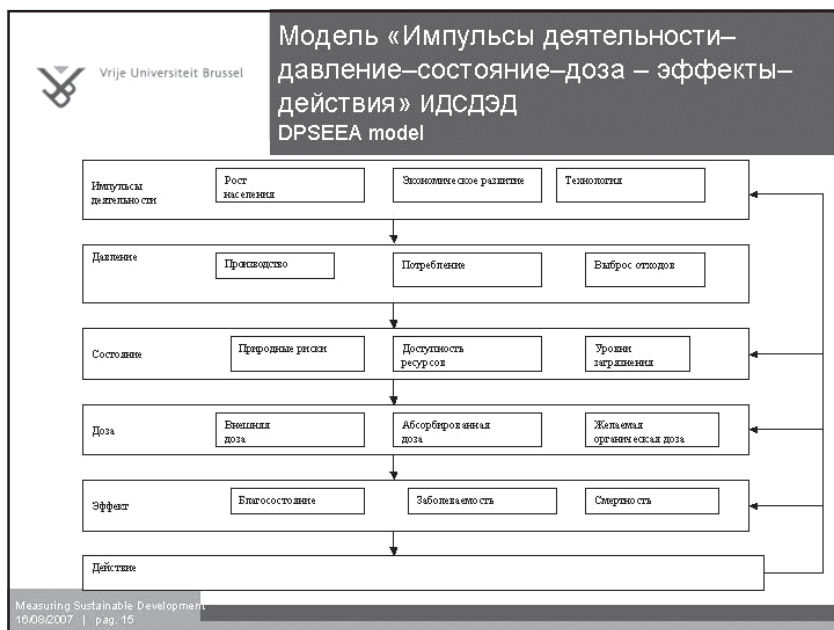 Vrije Universiteit Brussel
Модель «Импульсы деятельности–
давление–состояние–доза – эффекты–
действия» ИДСДЭД
DPSEEA model
Импульсы
деятельности
Рост
населения
Экономическое развитие
Технология
Давление
Производство
Потребление
Выброс отходов
Состояние
Природные риски
Доступность
ресурсов
Уровни
загрязнения
Доза
Внешняя
доза
Абсорбированная
доза
Желаемая
органическая доза
Эффект
Благосостояние
Заболеваемость
Смертность
Действие
Measuring Sustainable Development
16/08/2007 | pag. 15